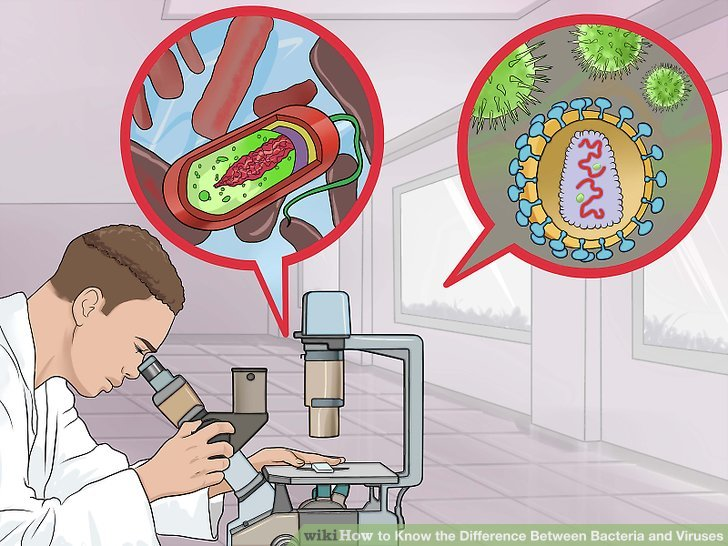 wikiHow to Know the Difference Between Bacteria and Viruses